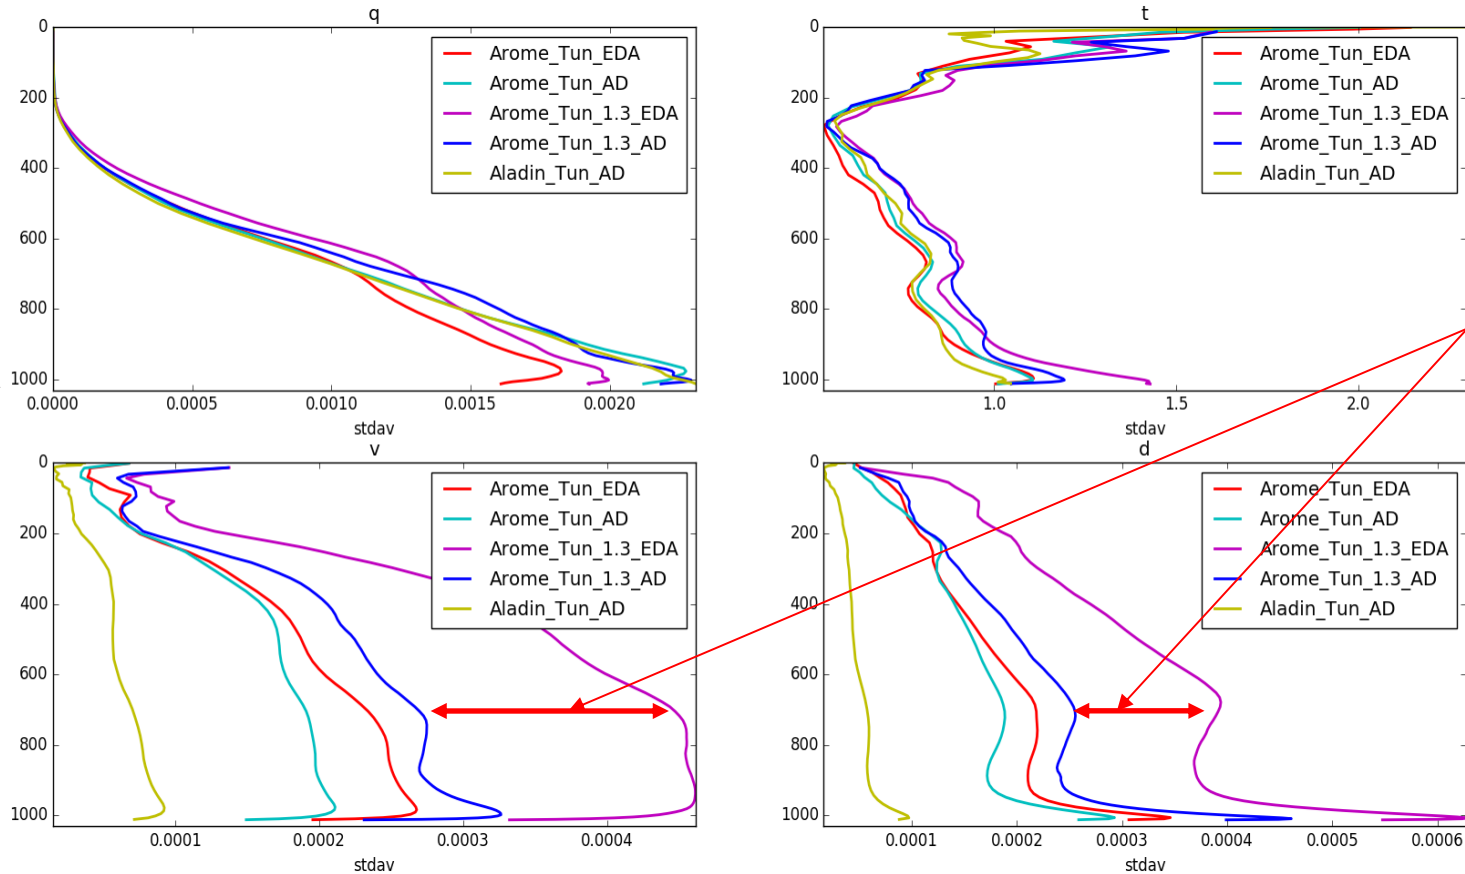 q
0
200
400
600
800
1000
0.0000
0.0005
0.0010
0.0015
0.0020
stdav
Arome_Tun_EDA
Arome_Tun_AD
Arome_Tun_1.3_EDA
Arome_Tun_1.3_AD
Aladin_Tun_AD
t
0
200
400
600
800
1000
1.0
1.5
2.0
stdav
Arome_Tun_EDA
Arome_Tun_AD
Arome_Tun_1.3_EDA
Arome_Tun_1.3_AD
Aladin_Tun_AD
v
0
200
400
600
800
1000
0.0001
0.0002
0.0003
0.0004
stdav
Arome_Tun_EDA
Arome_Tun_AD
Arome_Tun_1.3_EDA
Arome_Tun_1.3_AD
Aladin_Tun_AD
d
0
200
400
600
800
1000
0.0001
0.0002
0.0003
0.0004
0.0005
0.0006
stdav
Arome_Tun_EDA
Arome_Tun_AD
Arome_Tun_1.3_EDA
Arome_Tun_1.3_AD
Aladin_Tun_AD